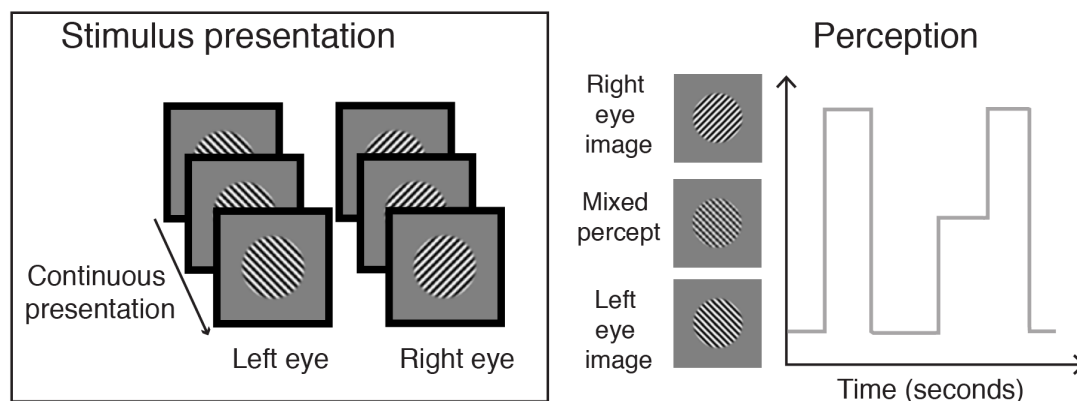 Stimulus presentation
Continuous
presentation
Left eye
Right eye
Perception
Right
eye
image
Mixed
percept
Left
eye
image
Time (seconds)